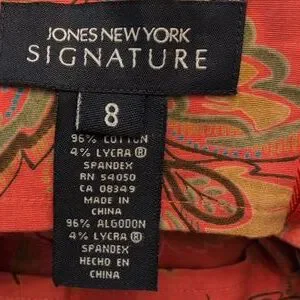 JONES NEW YORK
SIGNATURE
8
96% COTTON
4% LYCRA ®
SPANDEX
RN 54050
CA 08349
MADE IN
CHINA
96% ALGODON
4% LYCRA ®
SPANDEX
HECHO EN
CHINA